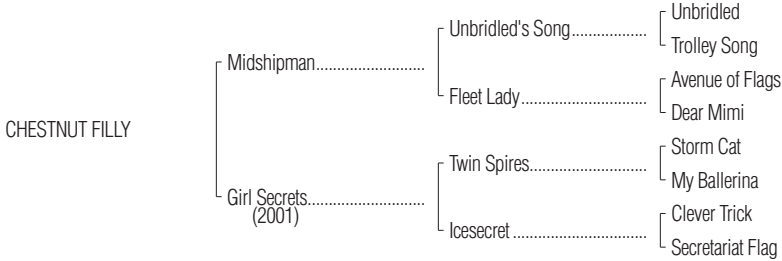 Unbridled
Unbridled's Song..................
Trolley Song
Midshipman..........................
Avenue of Flags
Fleet Lady..............................
Dear Mimi
CHESTNUT FILLY
Storm Cat
Twin Spires............................
My Ballerina
Girl Secrets............................
(2001)
Clever Trick
Icesecret ................................
Secretariat Flag